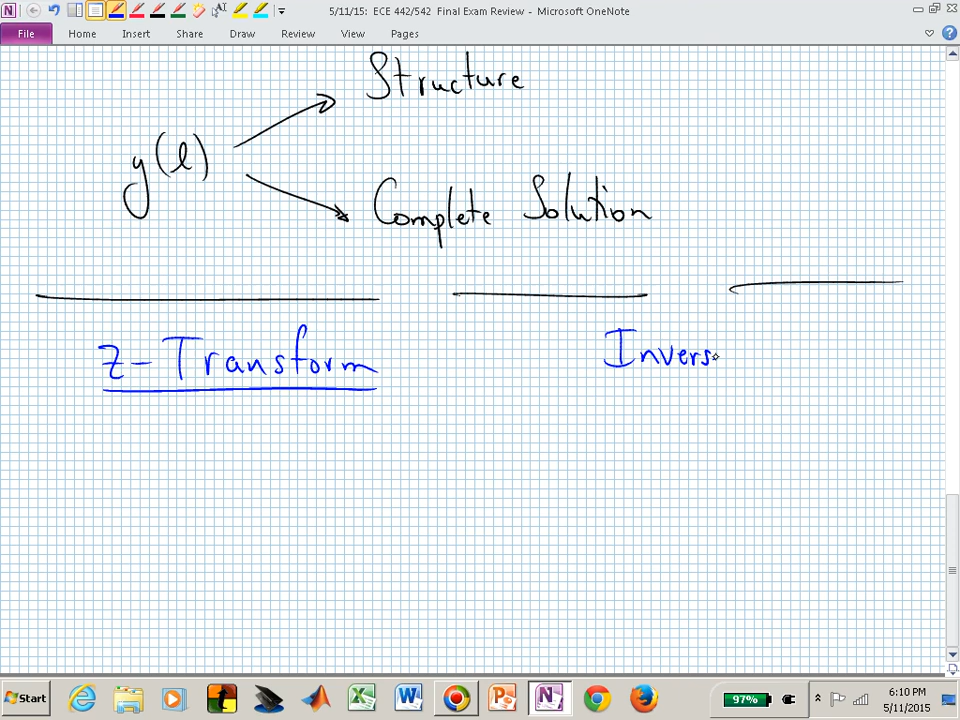 5/11/15: ECE 442/542 Final Exam Review - Microsoft OneNote
File Home Insert Share Draw Review View Pages
Structure
y(l)
Complete Solution
z-Transform Invers
Start 97% 6:10 PM
5/11/2015